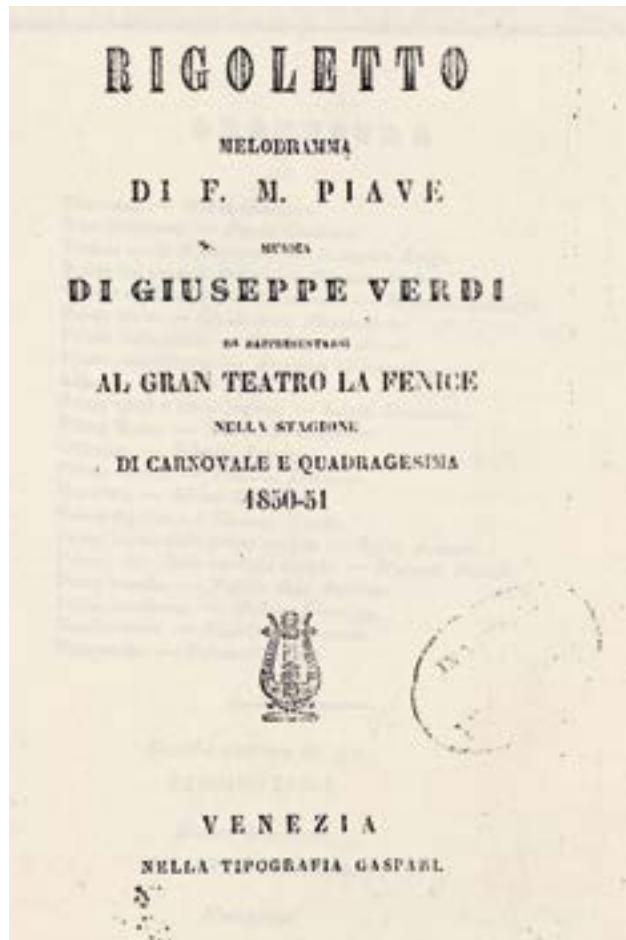 RIGOLETTO
MELODRAMMA
DI F. M. PIAVE
MUSICA
DI GIUSEPPE VERDI
DA RAPPRESENTARSI
AL GRAN TEATRO LA FENICE
NELLA STAGIONE
DI CARNOVALE E QUADRAGESIMA
1850-51
VENEZIA
NELLA TIPOGRAFIA GASPARI.